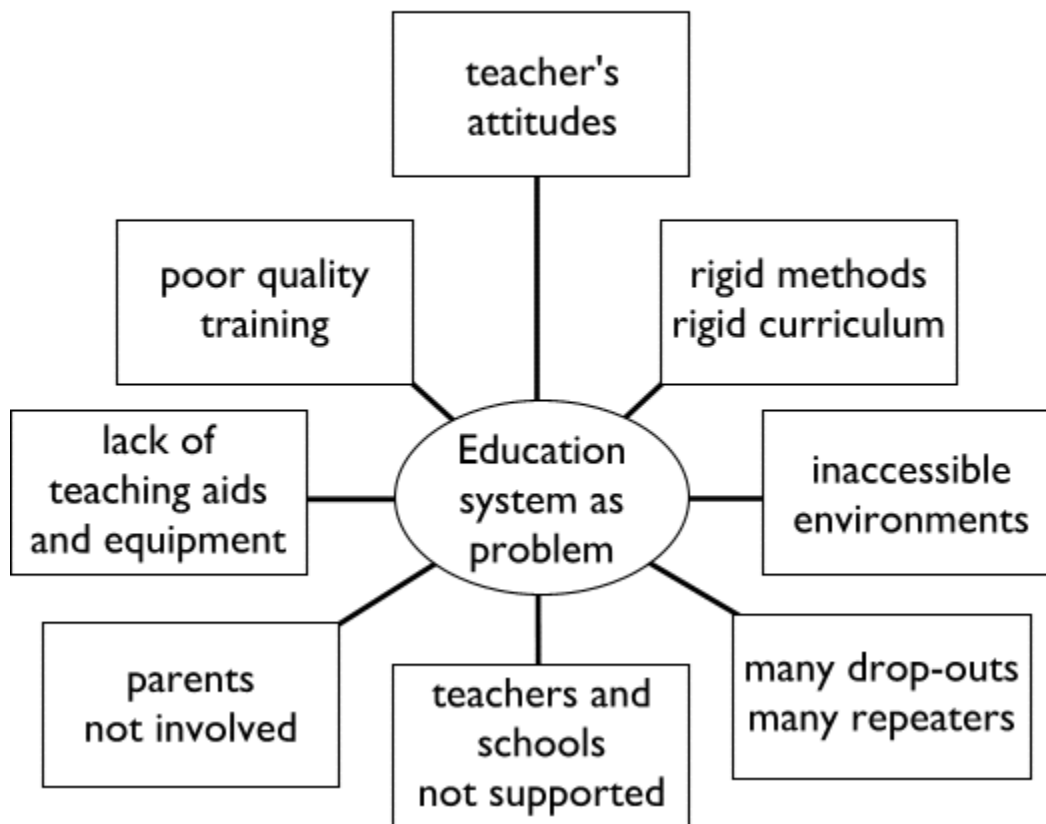 teacher's
attitudes
poor quality
training
rigid methods
rigid curriculum
lack of
teaching aids
and equipment
Education
system as
problem
inaccessible
environments
parents
not involved
teachers and
schools
not supported
many drop-outs
many repeaters